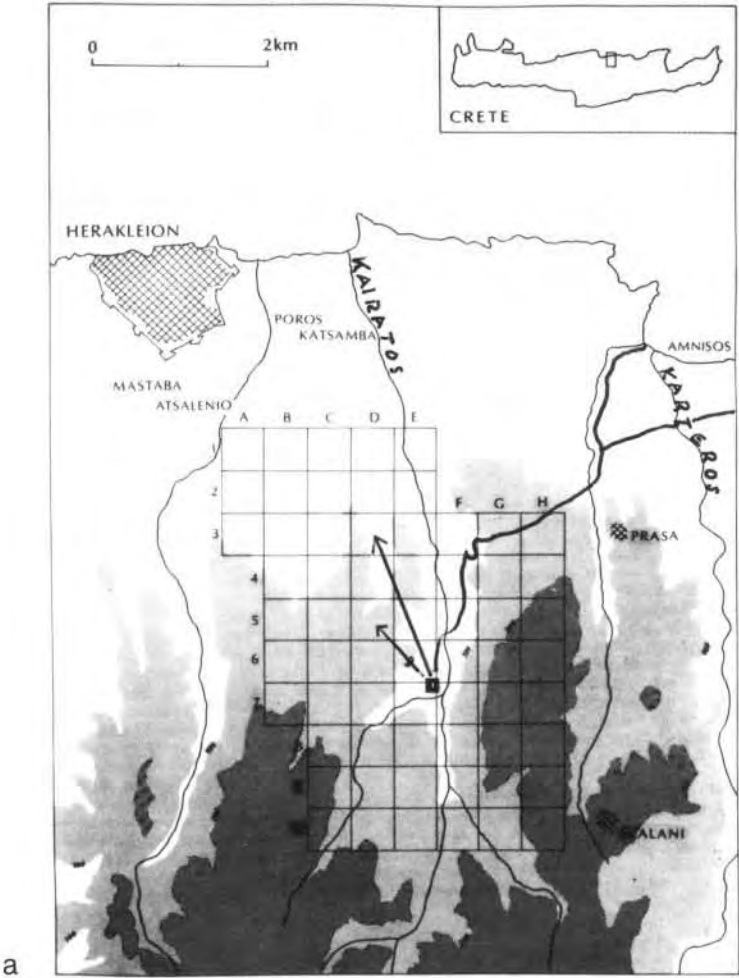 0 2km
CRETE
HERAKLEION
KAIRATOS
POROS
KATSAMBA
AMNISOS
KARTEROS
MASTABA
ATSALENIO
A B C D E
1
2
F G H
3
PRASA
4
5
6
7
a